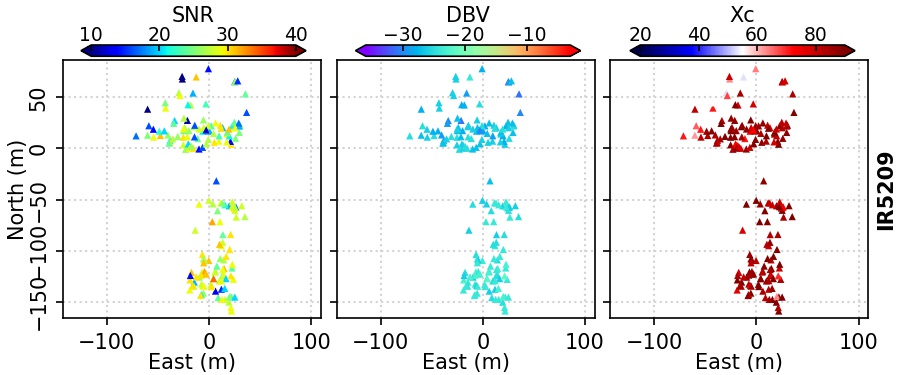 SNR DBV Xc
10 20 30 40 −30 −20 −10 20 40 60 80
North (m)
50
0
−50
−100
−150
−100 0 100 −100 0 100 −100 0 100
East (m) East (m) East (m)
IR5209